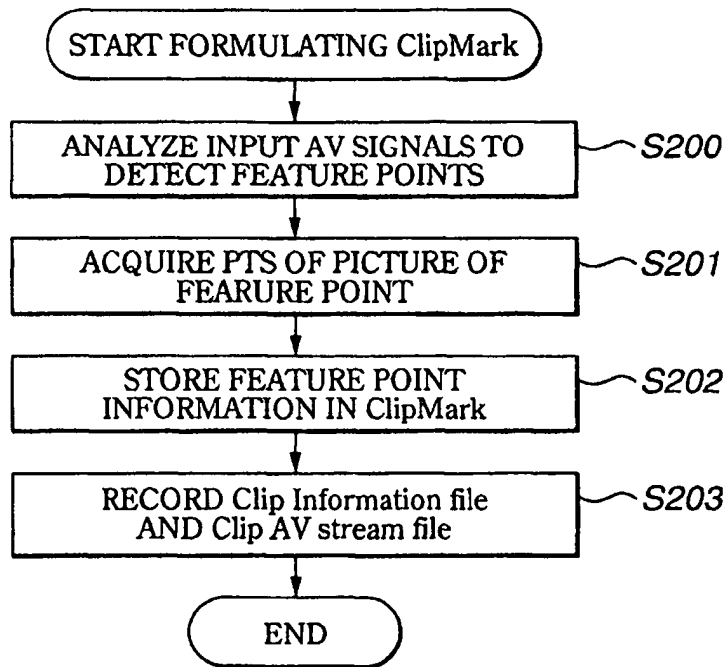 START FORMULATING ClipMark
ANALYZE INPUT AV SIGNALS TO
DETECT FEATURE POINTS
S200
ACQUIRE PTS OF PICTURE OF
FEARURE POINT
S201
STORE FEATURE POINT
INFORMATION IN ClipMark
S202
RECORD Clip Information file
AND Clip AV stream file
S203
END